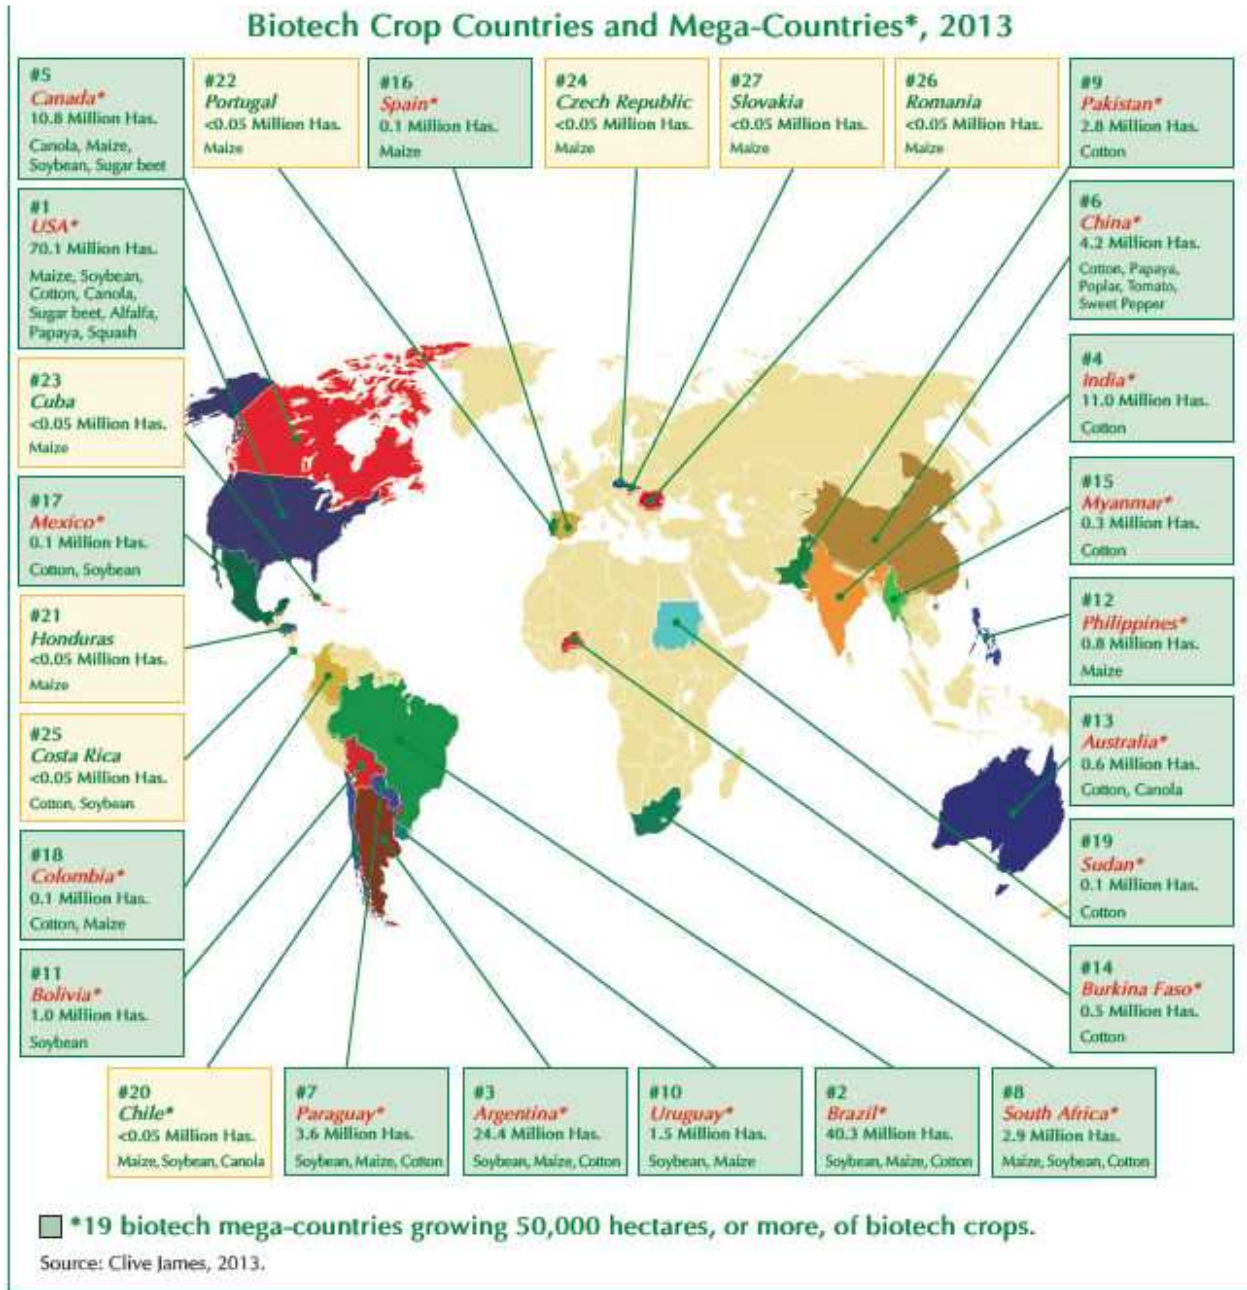 Biotech Crop Countries and Mega-Countries*, 2013
#5
Canada*
10.8 Million Has.
Canola, Maize,
Soybean, Sugar beet
#22
Portugal
<0.05 Million Has.
Maize
#16
Spain*
0.1 Million Has.
Maize
#24
Czech Republic
<0.05 Million Has.
Maize
#27
Slovakia
<0.05 Million Has.
Maize
#26
Romania
<0.05 Million Has.
Maize
#9
Pakistan*
2.8 Million Has.
Cotton
#1
USA*
70.1 Million Has.
Maize, Soybean,
Cotton, Canola,
Sugar beet, Alfalfa,
Papaya, Squash
#6
China*
4.2 Million Has.
Cotton, Papaya,
Poplar, Tomato,
Sweet Pepper
#23
Cuba
<0.05 Million Has.
Maize
#4
India*
11.0 Million Has.
Cotton
#17
Mexico*
0.1 Million Has.
Cotton, Soybean
#15
Myanmar*
0.3 Million Has.
Cotton
#21
Honduras
<0.05 Million Has.
Maize
#12
Philippines*
0.8 Million Has.
Maize
#25
Costa Rica
<0.05 Million Has.
Cotton, Soybean
#13
Australia*
0.6 Million Has.
Cotton, Canola
#18
Colombia*
0.1 Million Has.
Cotton, Maize
#19
Sudan*
0.1 Million Has.
Cotton
#11
Bolivia*
1.0 Million Has.
Soybean
#14
Burkina Faso*
0.5 Million Has.
Cotton
#20
Chile*
<0.05 Million Has.
Maize, Soybean, Canola
#7
Paraguay*
3.6 Million Has.
Soybean, Maize, Cotton
#3
Argentina*
24.4 Million Has.
Soybean, Maize, Cotton
#10
Uruguay*
1.5 Million Has.
Soybean, Maize
#2
Brazil*
40.3 Million Has.
Soybean, Maize, Cotton
#8
South Africa*
2.9 Million Has.
Maize, Soybean, Cotton
*19 biotech mega-countries growing 50,000 hectares, or more, of biotech crops.
Source: Clive James, 2013.